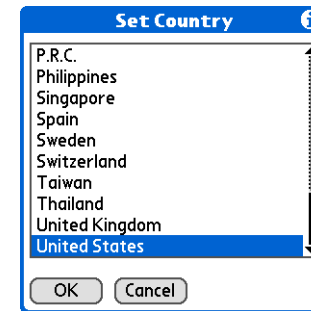 Set Country
P.R.C.
Philippines
Singapore
Spain
Sweden
Switzerland
Taiwan
Thailand
United Kingdom
United States
OK Cancel